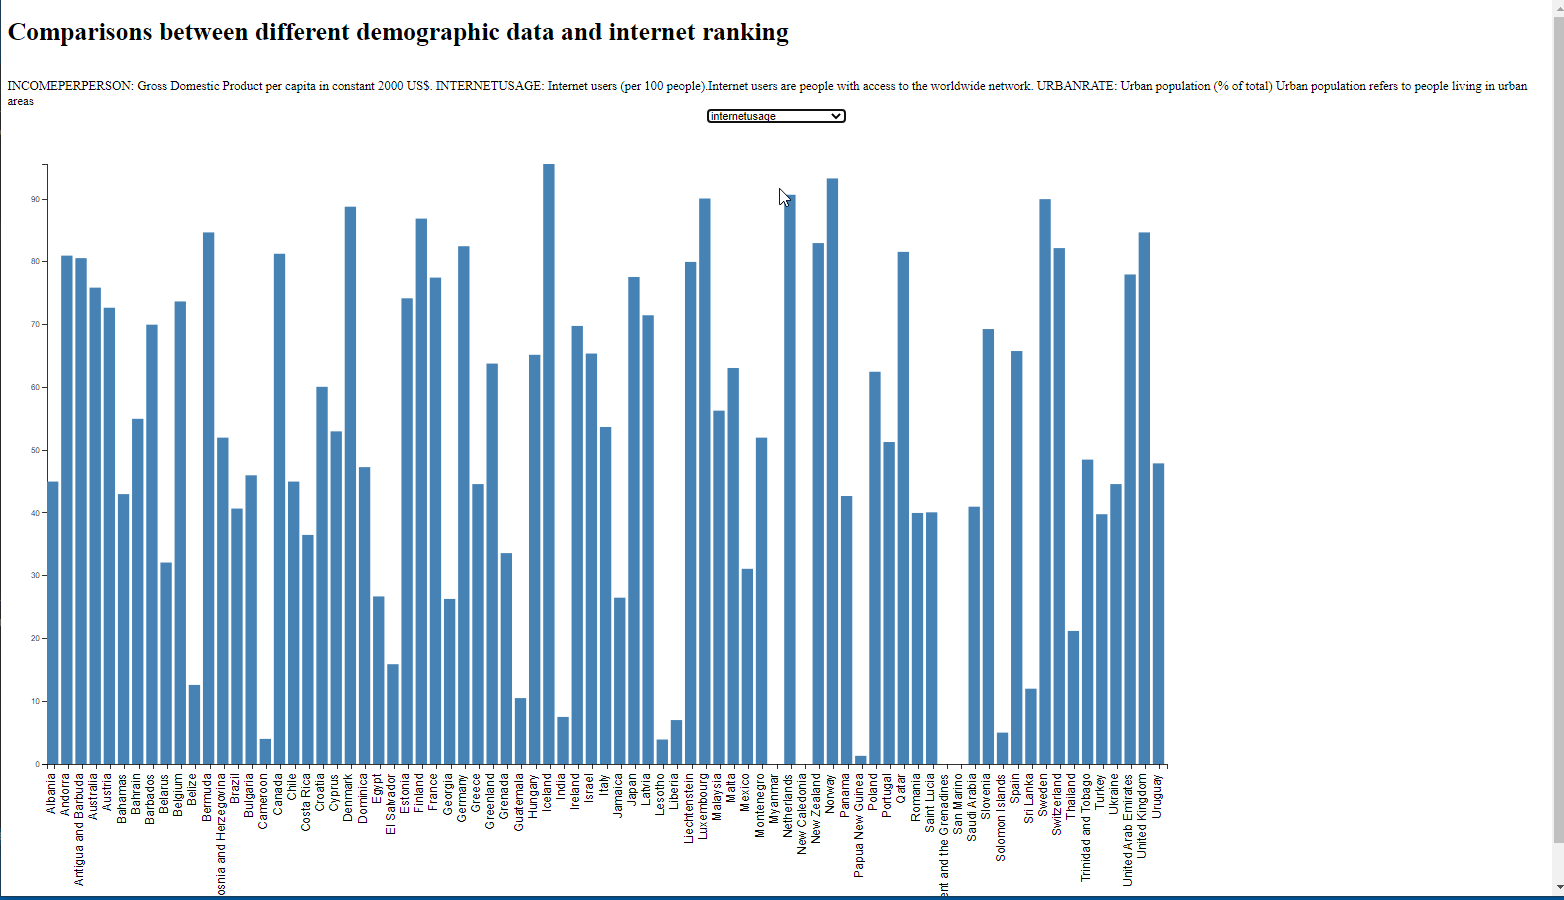 Comparisons between different demographic data and internet ranking
INCOMEPERPERSON: Gross Domestic Product per capita in constant 2000 US$. INTERNETUSAGE: Internet users (per 100 people).Internet users are people with access to the worldwide network. URBANRATE: Urban population (% of total) Urban population refers to people living in urban
areas
internetusage
90
80
70
60
50
40
30
20
10
0
Albania
Andorra
Antigua and Barbuda
Australia
Austria
Bahamas
Bahrain
Barbados
Belarus
Belgium
Belize
Bermuda
osnia and Herzegovina
Brazil
Bulgaria
Cameroon
Canada
Chile
Costa Rica
Croatia
Cyprus
Denmark
Dominica
Egypt
El Salvador
Estonia
Finland
France
Georgia
Germany
Greece
Greenland
Grenada
Guatemala
Hungary
Iceland
India
Ireland
Israel
Italy
Jamaica
Japan
Latvia
Lesotho
Liberia
Liechtenstein
Luxembourg
Malaysia
Malta
Mexico
Montenegro
Myanmar
Netherlands
New Caledonia
New Zealand
Norway
Panama
Papua New Guinea
Poland
Portugal
Qatar
Romania
Saint Lucia
ent and the Grenadines
San Marino
Saudi Arabia
Slovenia
Solomon Islands
Spain
Sri Lanka
Sweden
Switzerland
Thailand
Trinidad and Tobago
Turkey
Ukraine
United Arab Emirates
United Kingdom
Uruguay